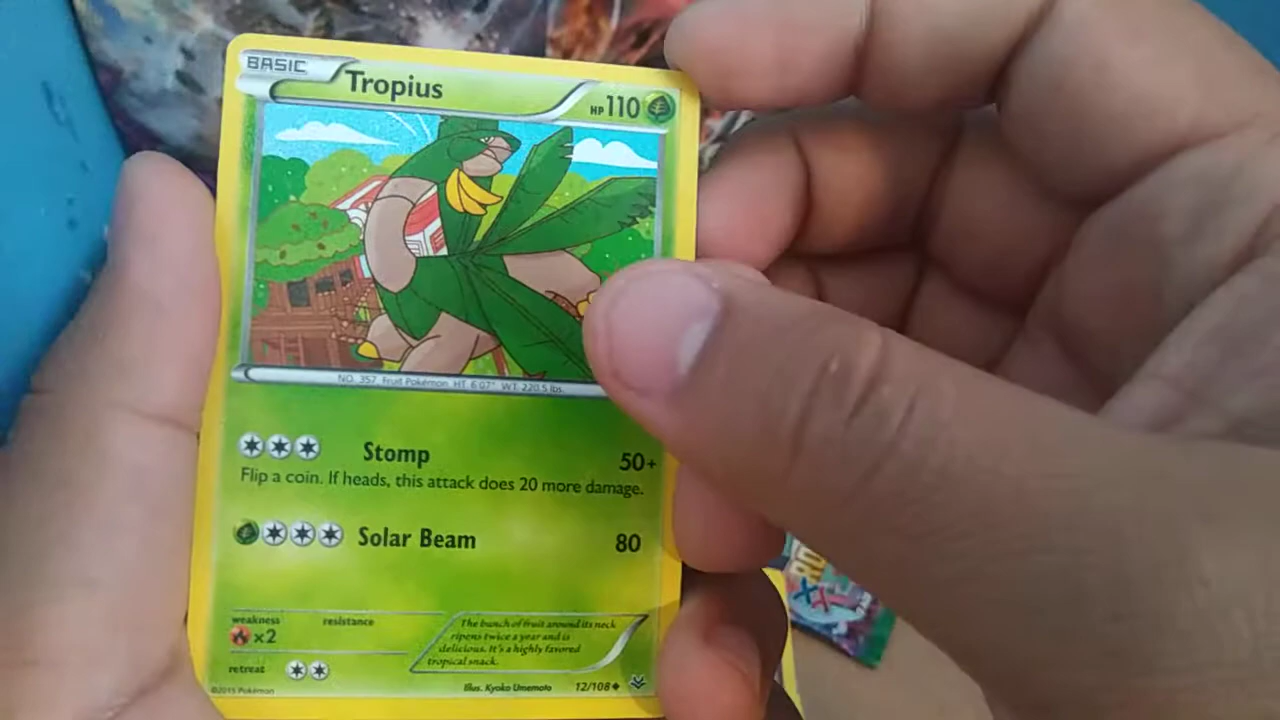 BASIC
Tropius
HP 110
NO. 357 Fruit Pokémon HT. 6'07" WT. 220.5 lbs.
Stomp 50+
Flip a coin. If heads, this attack does 20 more damage.
Solar Beam 80
weakness resistance
×2
retreat
The bunch of fruit around its neck
ripens twice a year and is
delicious. It's a highly favored
tropical snack.
©2015 Pokémon
Illus. Kyoko Umemoto
12/108